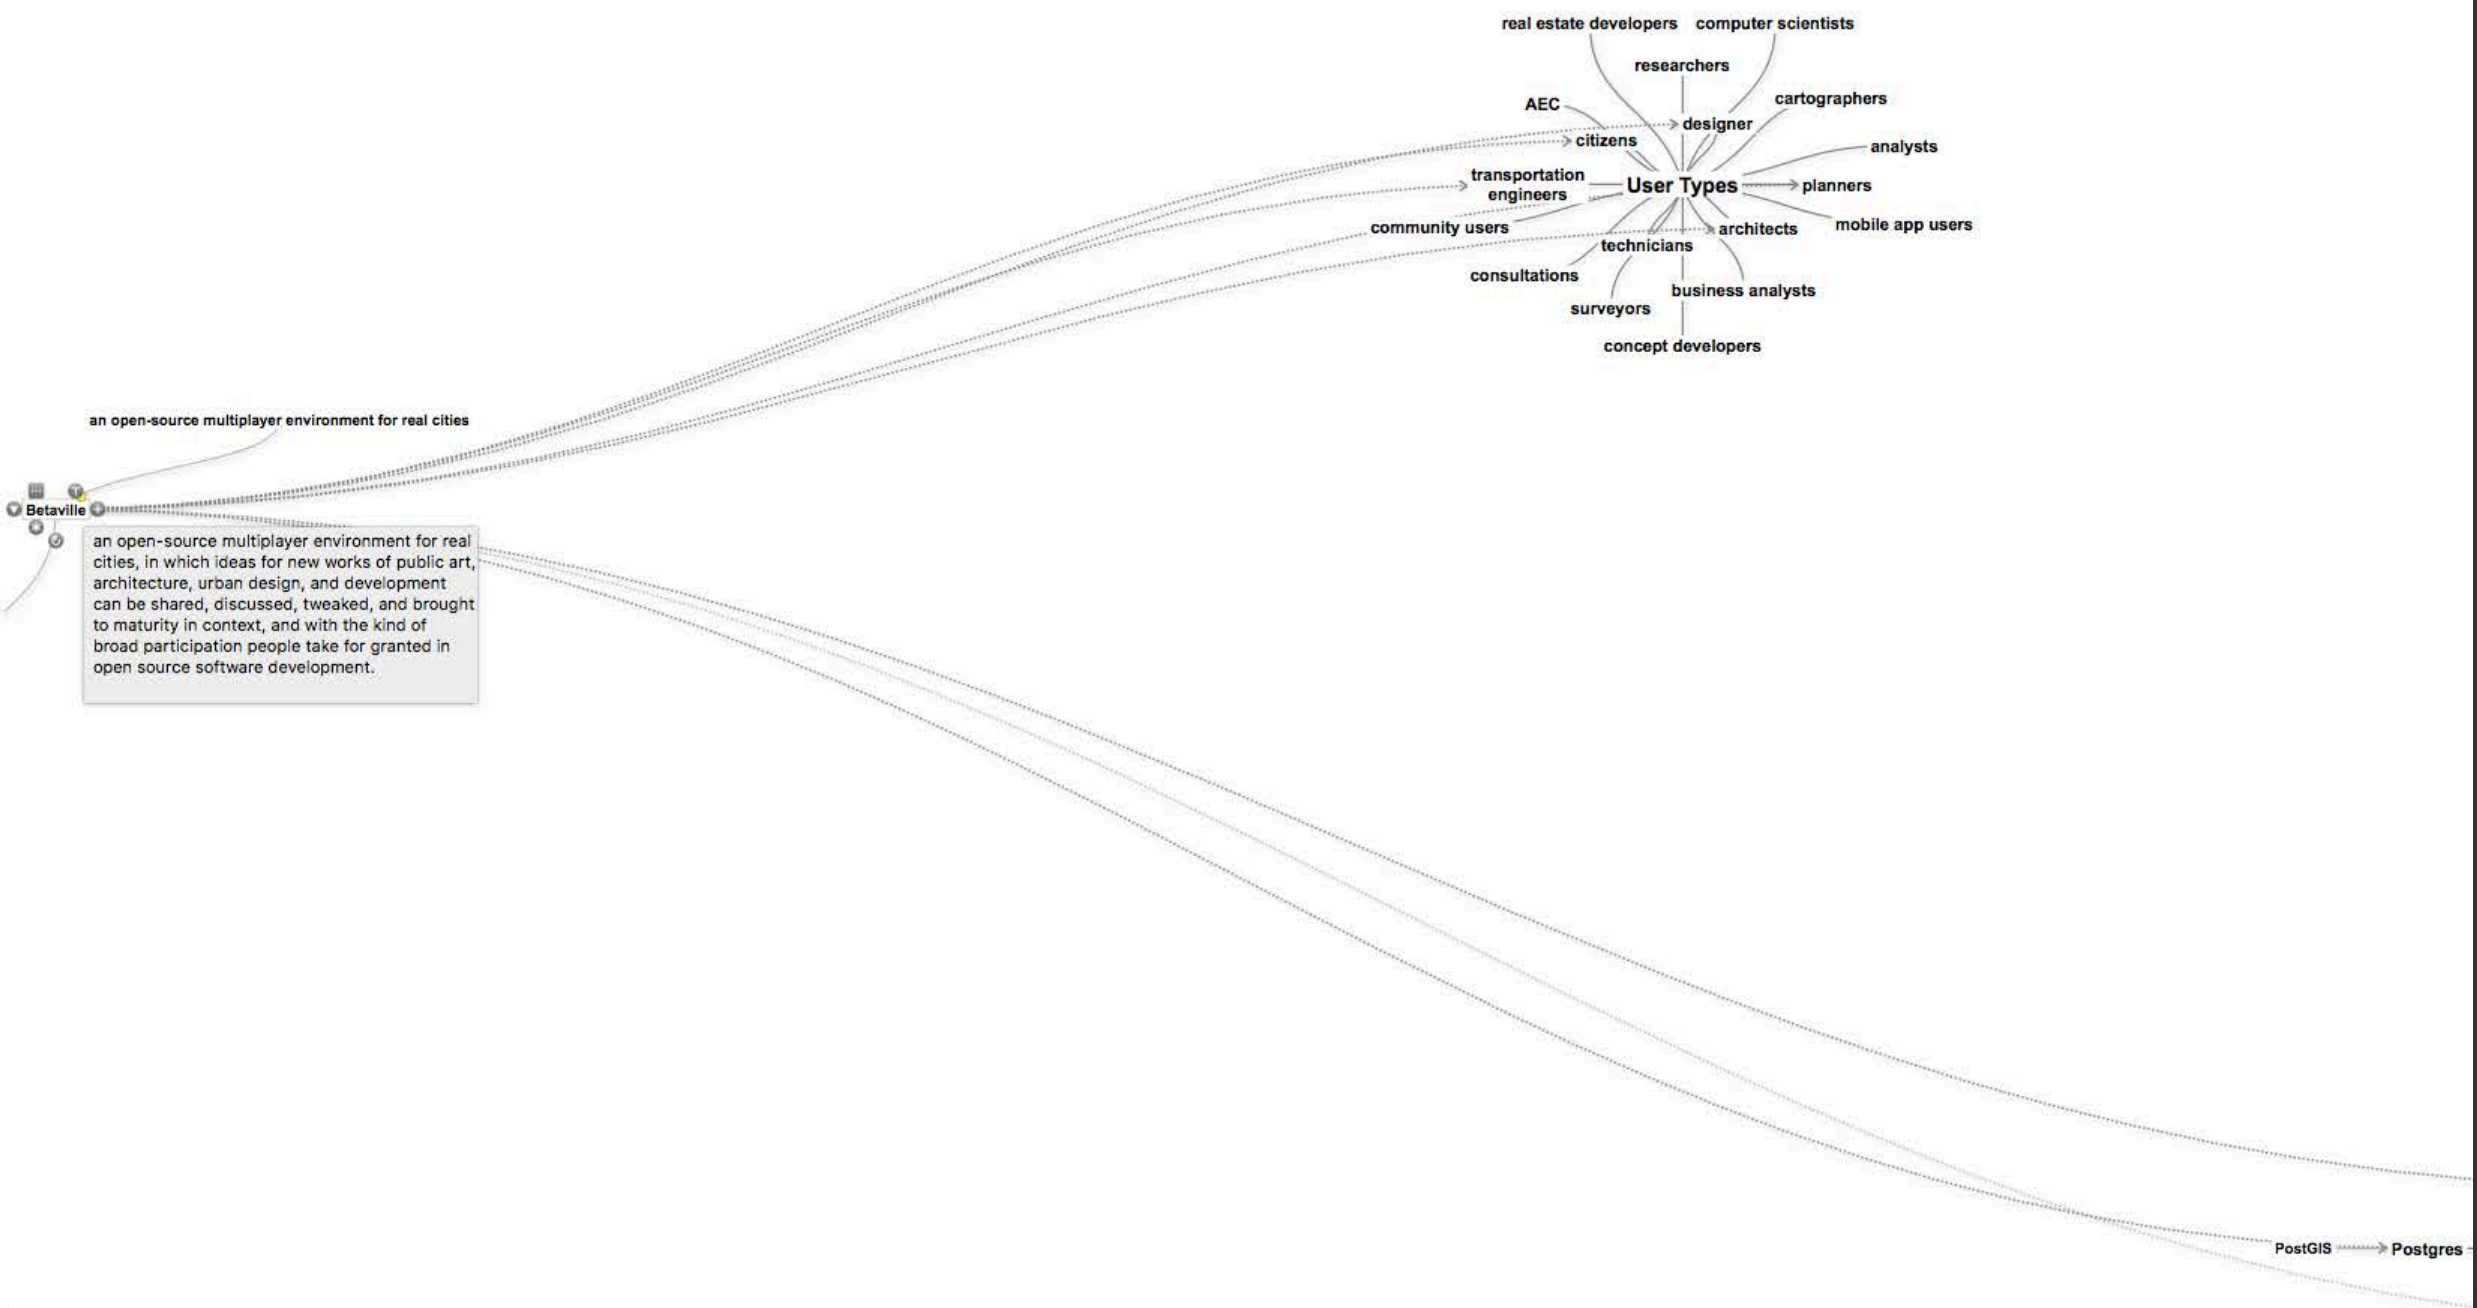 real estate developers
computer scientists
researchers
AEC
cartographers
designer
citizens
analysts
transportation
engineers
User Types
planners
community users
mobile app users
architects
technicians
consultations
business analysts
surveyors
concept developers
an open-source multiplayer environment for real cities
Betaville
an open-source multiplayer environment for real
cities, in which ideas for new works of public art,
architecture, urban design, and development
can be shared, discussed, tweaked, and brought
to maturity in context, and with the kind of
broad participation people take for granted in
open source software development.
PostGIS
Postgres